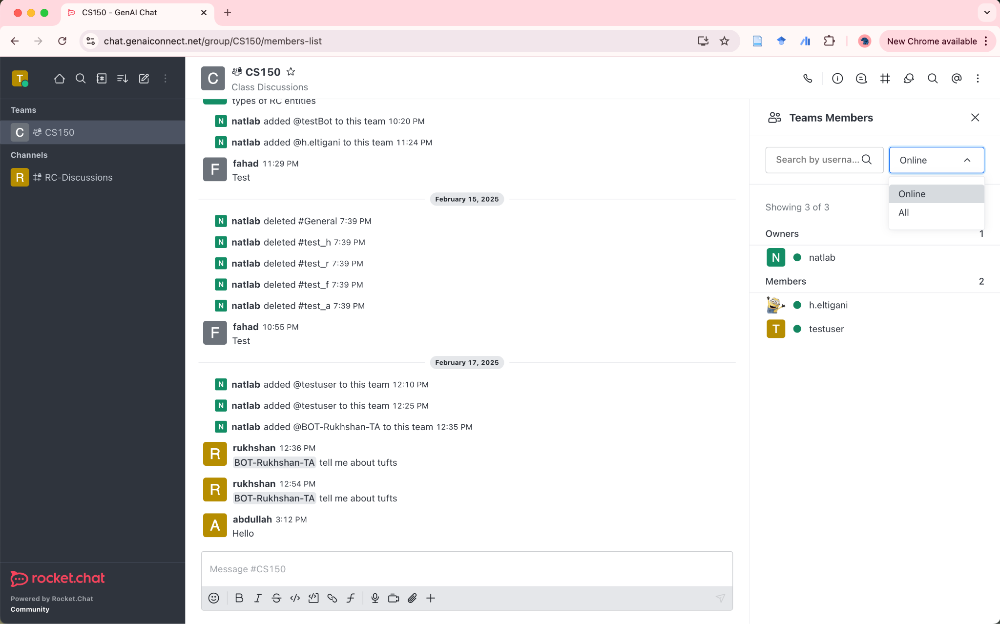 CS150 - GenAI Chat
chat.genaiconnect.net/group/CS150/members-list
New Chrome available
T
Teams
C CS150
Channels
R RC-Discussions
rocket.chat
Powered by Rocket.Chat
Community
C CS150
Class Discussions
types of RC entities
N natlab added @testBot to this team 10:20 PM
N natlab added @h.eltigani to this team 11:24 PM
F fahad 11:29 PM
Test
February 15, 2025
N natlab deleted #General 7:39 PM
N natlab deleted #test_h 7:39 PM
N natlab deleted #test_r 7:39 PM
N natlab deleted #test_f 7:39 PM
N natlab deleted #test_a 7:39 PM
F fahad 10:55 PM
Test
February 17, 2025
N natlab added @testuser to this team 12:10 PM
N natlab added @testuser to this team 12:25 PM
N natlab added @BOT-Rukhshan-TA to this team 12:35 PM
R rukhshan 12:36 PM
BOT-Rukhshan-TA tell me about tufts
R rukhshan 12:54 PM
BOT-Rukhshan-TA tell me about tufts
A abdullah 3:12 PM
Hello
Message #CS150
Teams Members
Search by userna... Online
Online
All
Showing 3 of 3
Owners 1
N natlab
Members 2
h.eltigani
T testuser